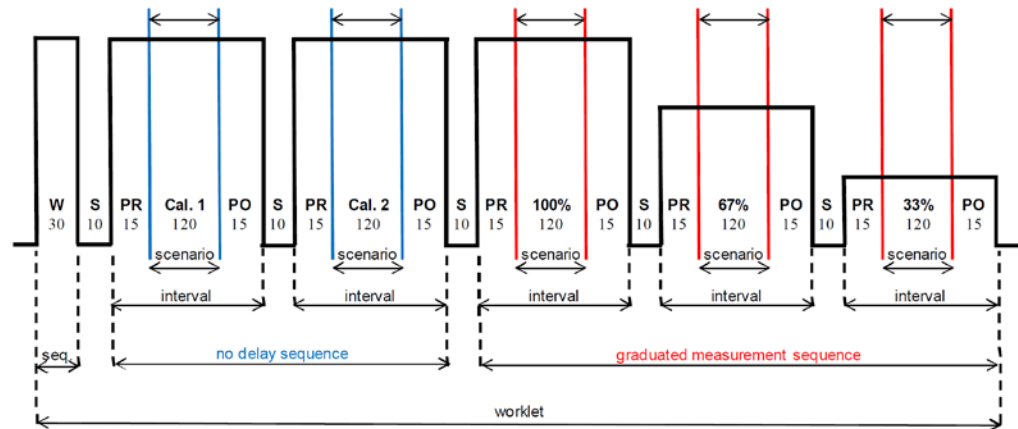 W S PR Cal. 1 PO S PR Cal. 2 PO S PR 100% PO S PR 67% PO S PR 33% PO
30 10 15 120 15 10 15 120 15 10 15 120 15 10 15 120 15 10 15 120 15
scenario scenario scenario scenario scenario
interval interval interval interval interval
seq. no delay sequence graduated measurement sequence
worklet